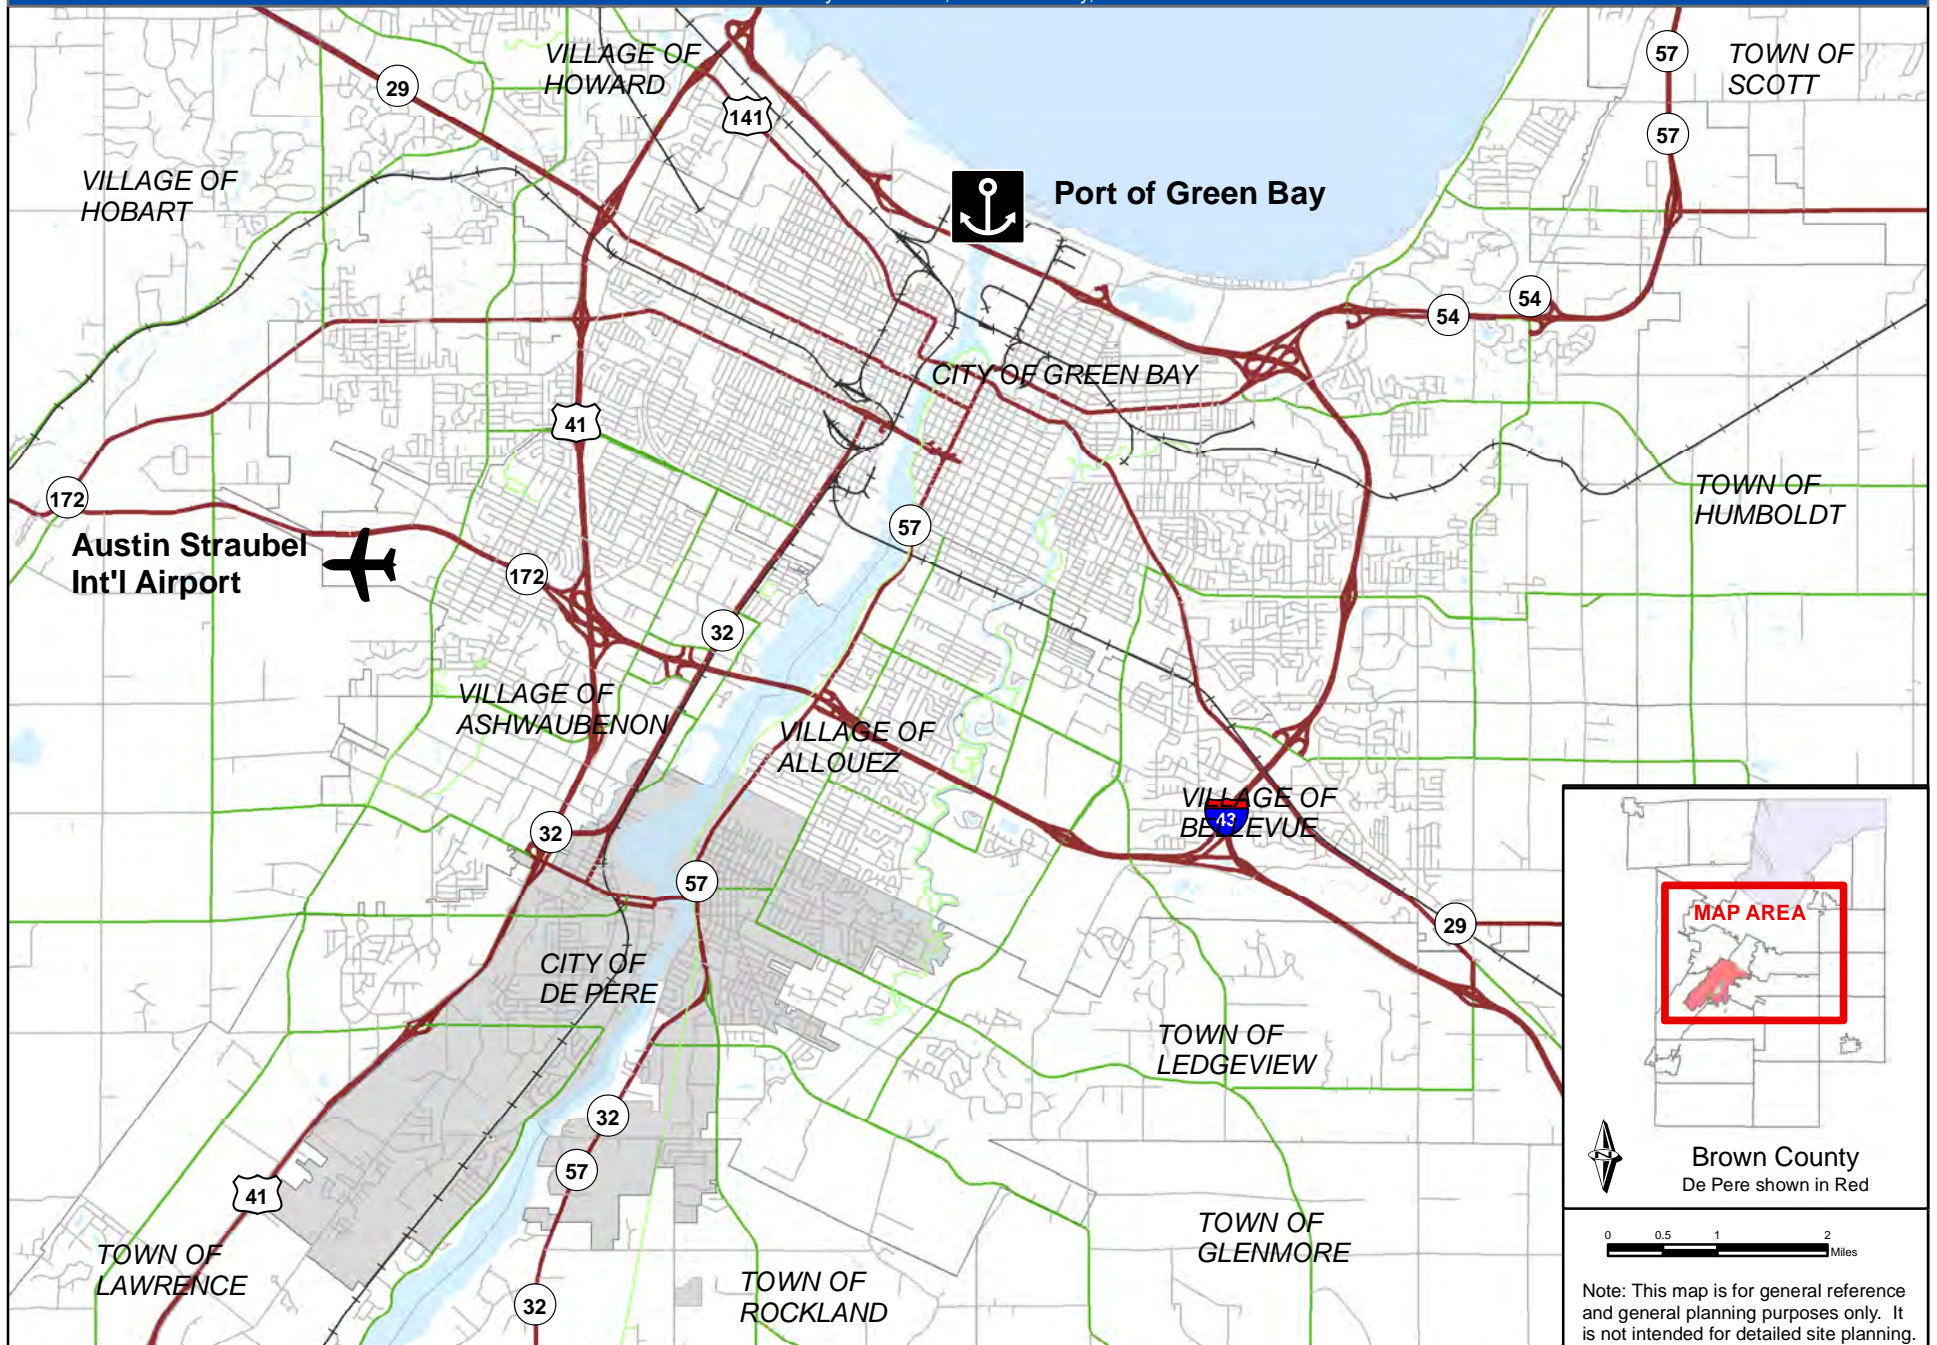 VILLAGE OF
HOWARD
57
TOWN OF
SCOTT
29
141
57
VILLAGE OF
HOBART
Port of Green Bay
54
54
CITY OF GREEN BAY
41
172
TOWN OF
HUMBOLDT
57
Austin Straubel
Int'l Airport
172
32
VILLAGE OF
ASHWAUBENON
VILLAGE OF
ALLOUEZ
VILLAGE OF
BELLEVUE
43
32
57
29
CITY OF
DE PERE
TOWN OF
LEDGEVIEW
32
57
41
TOWN OF
LAWRENCE
32
TOWN OF
ROCKLAND
TOWN OF
GLENMORE
MAP AREA
N
Brown County
De Pere shown in Red
0 0.5 1 2
Miles
Note: This map is for general reference
and general planning purposes only. It
is not intended for detailed site planning.